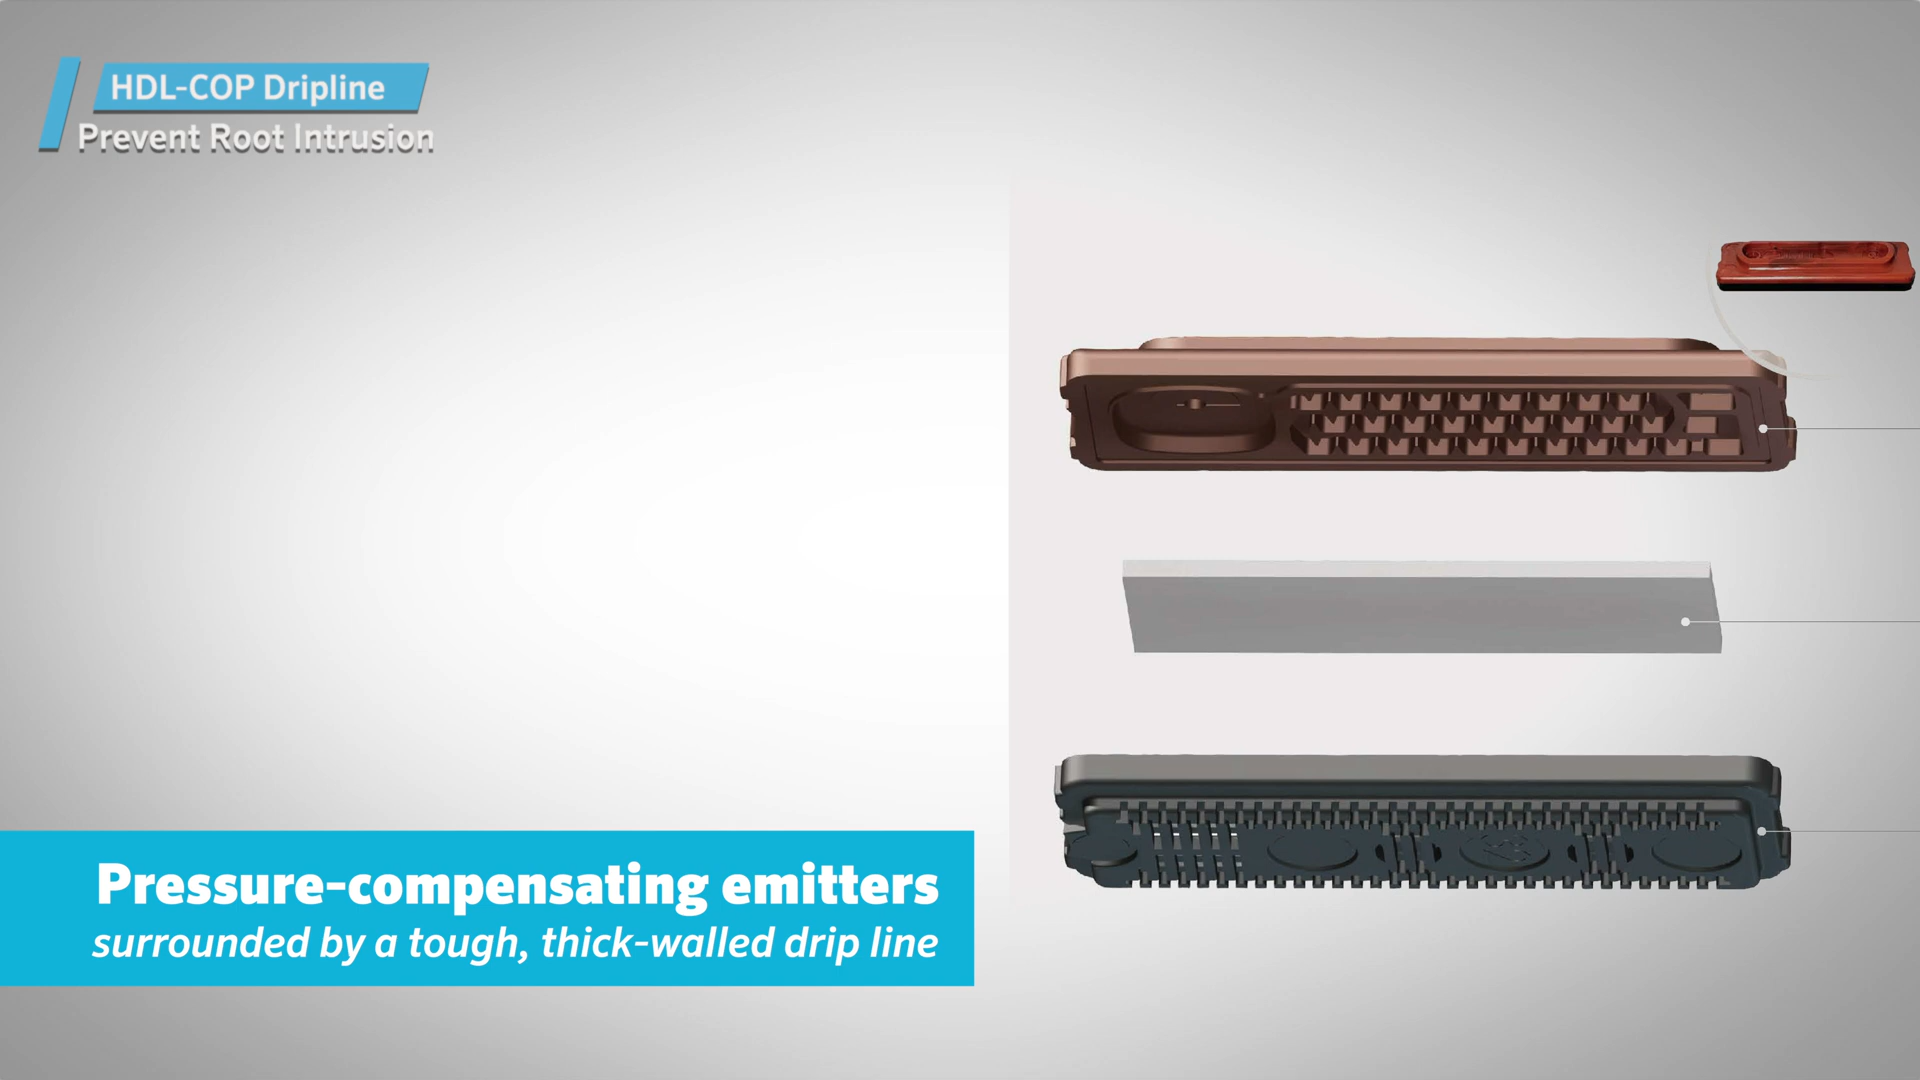 HDL-COP Dripline
Prevent Root Intrusion
Pressure-compensating emitters
surrounded by a tough, thick-walled drip line